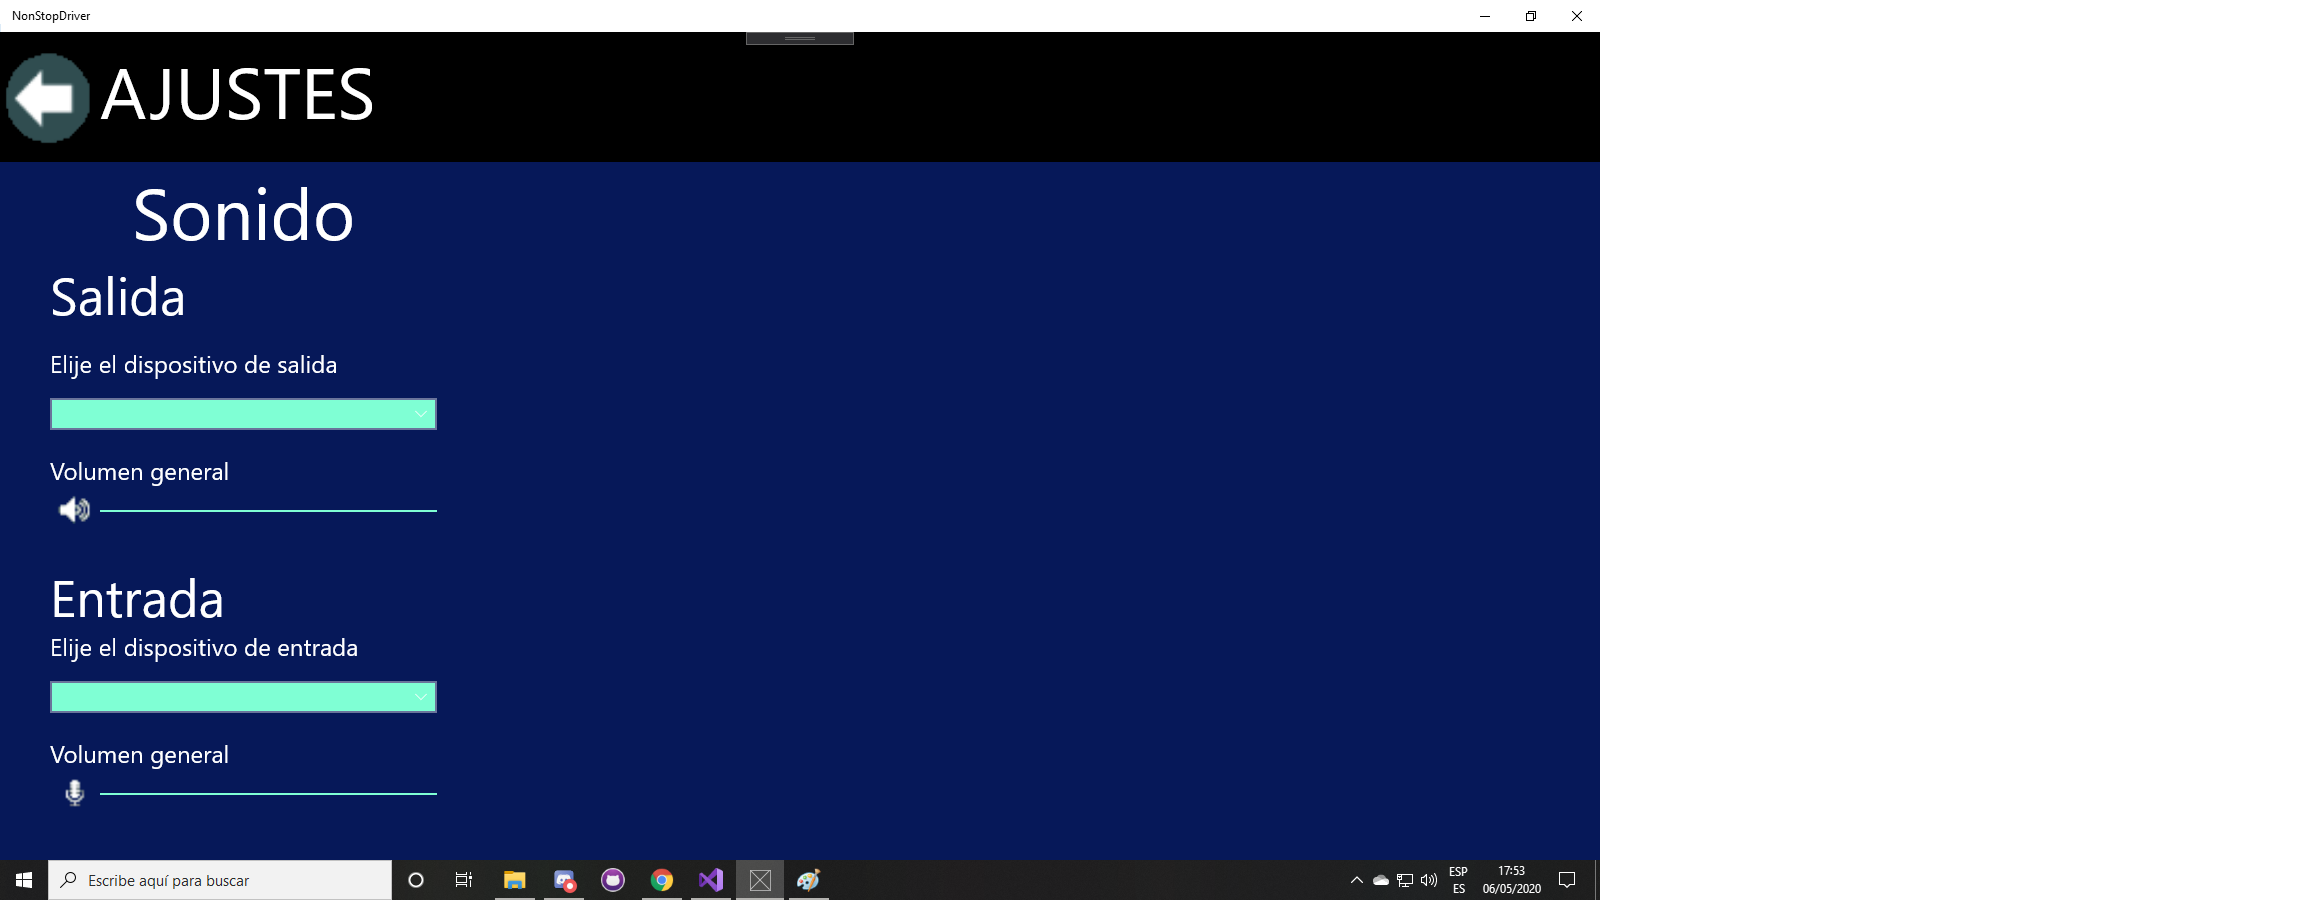 NonStopDriver
AJUSTES
Sonido
Salida
Elije el dispositivo de salida
Volumen general
Entrada
Elije el dispositivo de entrada
Volumen general
Escribe aquí para buscar
ESP
ES
17:53
06/05/2020